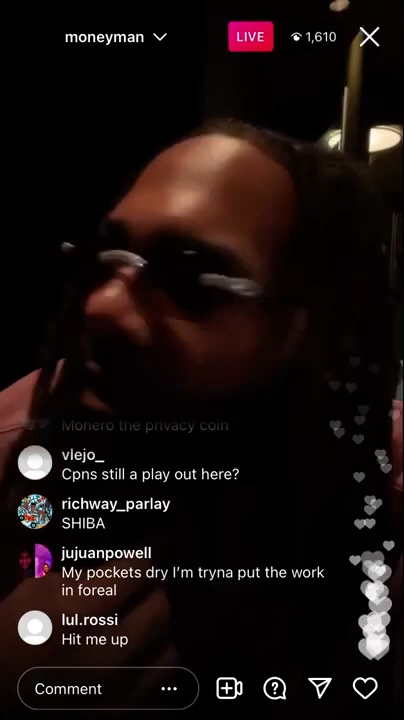 moneyman
LIVE
1,610
Monero the privacy coin
vlejo_
Cpns still a play out here?
richway_parlay
SHIBA
jujuanpowell
My pockets dry I’m tryna put the work
in foreal
lul.rossi
Hit me up
Comment